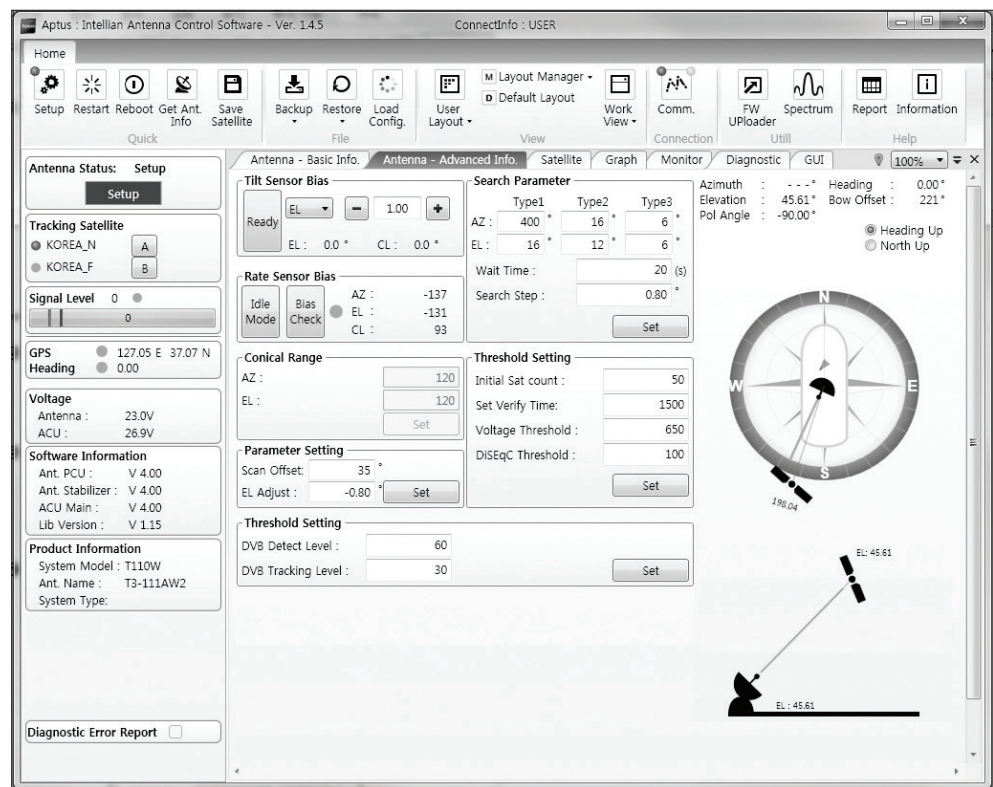 Aptus : Intellian Antenna Control Software - Ver. 1.4.5 ConnectInfo : USER
Home
Setup Restart Reboot Get Ant. Info Save Satellite
Quick
Backup Restore Load Config.
File
User Layout
M Layout Manager
D Default Layout
Work View
View
Comm.
Connection
FW UPloader Spectrum
Utill
Report Information
Help
Antenna Status: Setup
Setup
Tracking Satellite
KOREA_N A
KOREA_F B
Signal Level 0
0
GPS 127.05 E 37.07 N
Heading 0.00
Voltage
Antenna : 23.0V
ACU : 26.9V
Software Information
Ant. PCU : V 4.00
Ant. Stabilizer : V 4.00
ACU Main : V 4.00
Lib Version : V 1.15
Product Information
System Model : T110W
Ant. Name : T3-111AW2
System Type:
Diagnostic Error Report
Antenna - Basic Info. Antenna - Advanced Info. Satellite Graph Monitor Diagnostic GUI 100%
Tilt Sensor Bias
Ready EL 1.00
EL : 0.0 ° CL : 0.0 °
Rate Sensor Bias
Idle Mode Bias Check
AZ : -137
EL : -131
CL : 93
Conical Range
AZ : 120
EL : 120
Set
Parameter Setting
Scan Offset: 35 °
EL Adjust : -0.80 ° Set
Threshold Setting
DVB Detect Level : 60
DVB Tracking Level : 30 Set
Search Parameter
Type1 Type2 Type3
AZ : 400 ° 16 ° 6 °
EL : 16 ° 12 ° 6 °
Wait Time : 20 (s)
Search Step : 0.80 °
Set
Threshold Setting
Initial Sat count : 50
Set Verify Time: 1500
Voltage Threshold : 650
DiSEqC Threshold : 100
Set
Azimuth : - - - ° Heading : 0.00 °
Elevation : 45.61 ° Bow Offset : 221 °
Pol Angle : -90.00 °
Heading Up
North Up
N
W E
S
198.04
EL: 45.61
EL : 45.61